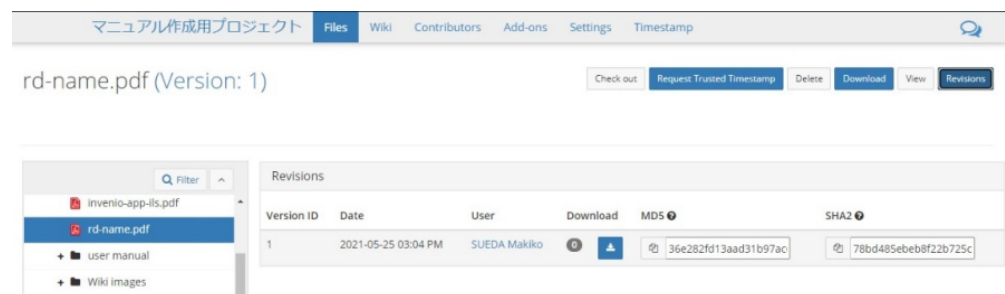 マニュアル作成用プロジェクト Files Wiki Contributors Add-ons Settings Timestamp
rd-name.pdf (Version: 1)
Check out Request Trusted Timestamp Delete Download View Revisions
Filter
invenio-app-ils.pdf
rd-name.pdf
user manual
Wiki images
Revisions
Version ID Date User Download MD5 SHA2
1 2021-05-25 03:04 PM SUEDA Makiko 0 36e282fd13aad31b97ac 78bd485ebeb8f22b725c